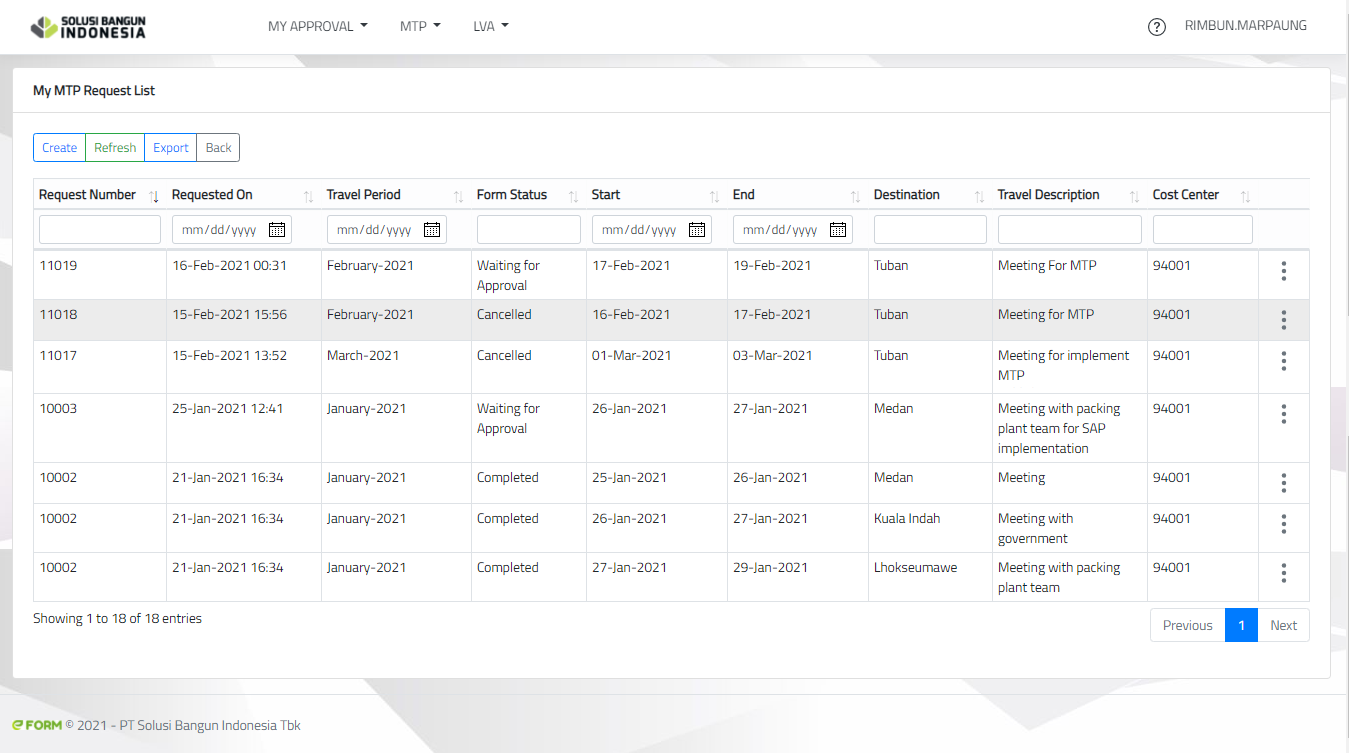 SOLUSI BANGUN
INDONESIA
MY APPROVAL MTP LVA
? RIMBUN.MARPAUNG
My MTP Request List
Create Refresh Export Back
Request Number Requested On Travel Period Form Status Start End Destination Travel Description Cost Center
mm/dd/yyyy mm/dd/yyyy mm/dd/yyyy mm/dd/yyyy
11019 16-Feb-2021 00:31 February-2021 Waiting for 17-Feb-2021 19-Feb-2021 Tuban Meeting For MTP 94001
Approval
11018 15-Feb-2021 15:56 February-2021 Cancelled 16-Feb-2021 17-Feb-2021 Tuban Meeting for MTP 94001
11017 15-Feb-2021 13:52 March-2021 Cancelled 01-Mar-2021 03-Mar-2021 Tuban Meeting for implement 94001
MTP
10003 25-Jan-2021 12:41 January-2021 Waiting for 26-Jan-2021 27-Jan-2021 Medan Meeting with packing 94001
Approval plant team for SAP
implementation
10002 21-Jan-2021 16:34 January-2021 Completed 25-Jan-2021 26-Jan-2021 Medan Meeting 94001
10002 21-Jan-2021 16:34 January-2021 Completed 26-Jan-2021 27-Jan-2021 Kuala Indah Meeting with 94001
government
10002 21-Jan-2021 16:34 January-2021 Completed 27-Jan-2021 29-Jan-2021 Lhokseumawe Meeting with packing 94001
plant team
Showing 1 to 18 of 18 entries
Previous 1 Next
e FORM © 2021 - PT Solusi Bangun Indonesia Tbk